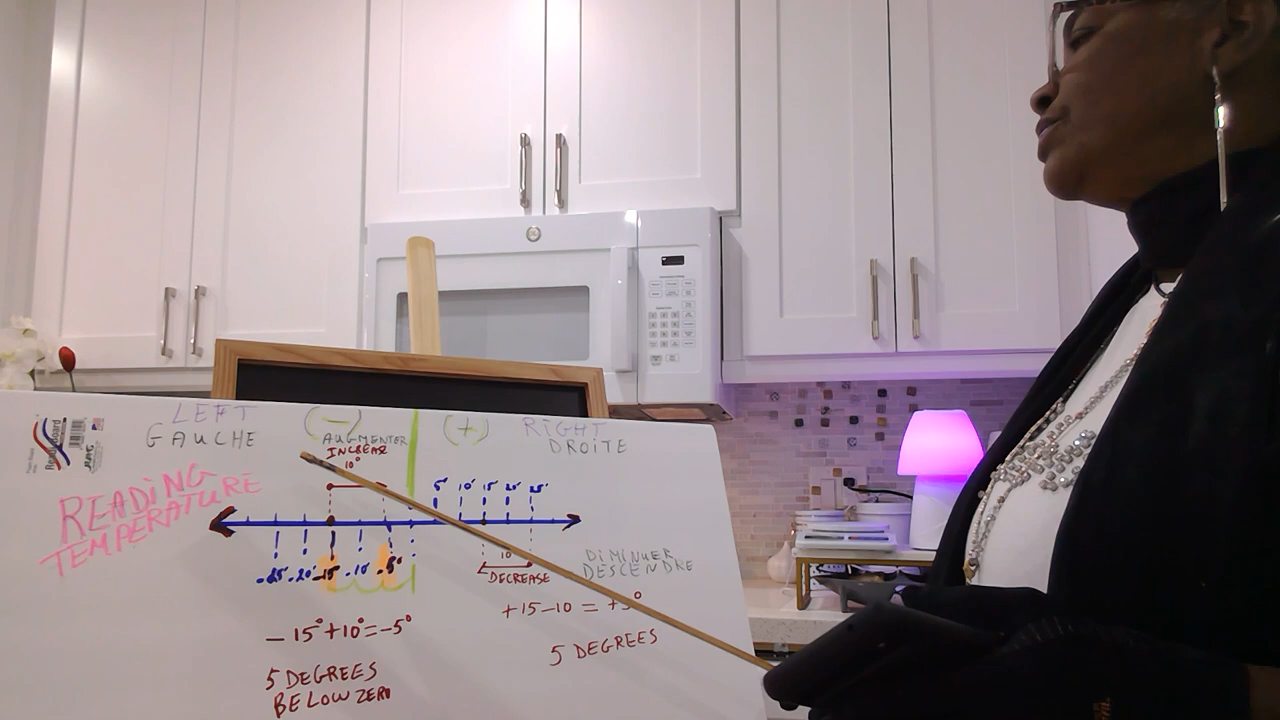 LEFT
GAUCHE
(-)
AUGMENTER
INCREASE
10°
(+)
RIGHT
DROITE
READING
TEMPERATURE
5° 10° 15° 20° 25°
-25° -20° -15° -10° -5°
10
DECREASE
DIMINUER
DESCENDRE
-15°+10°=-5°
5 DEGREES
BELOW ZERO
+15-10 = +5°
5 DEGREES